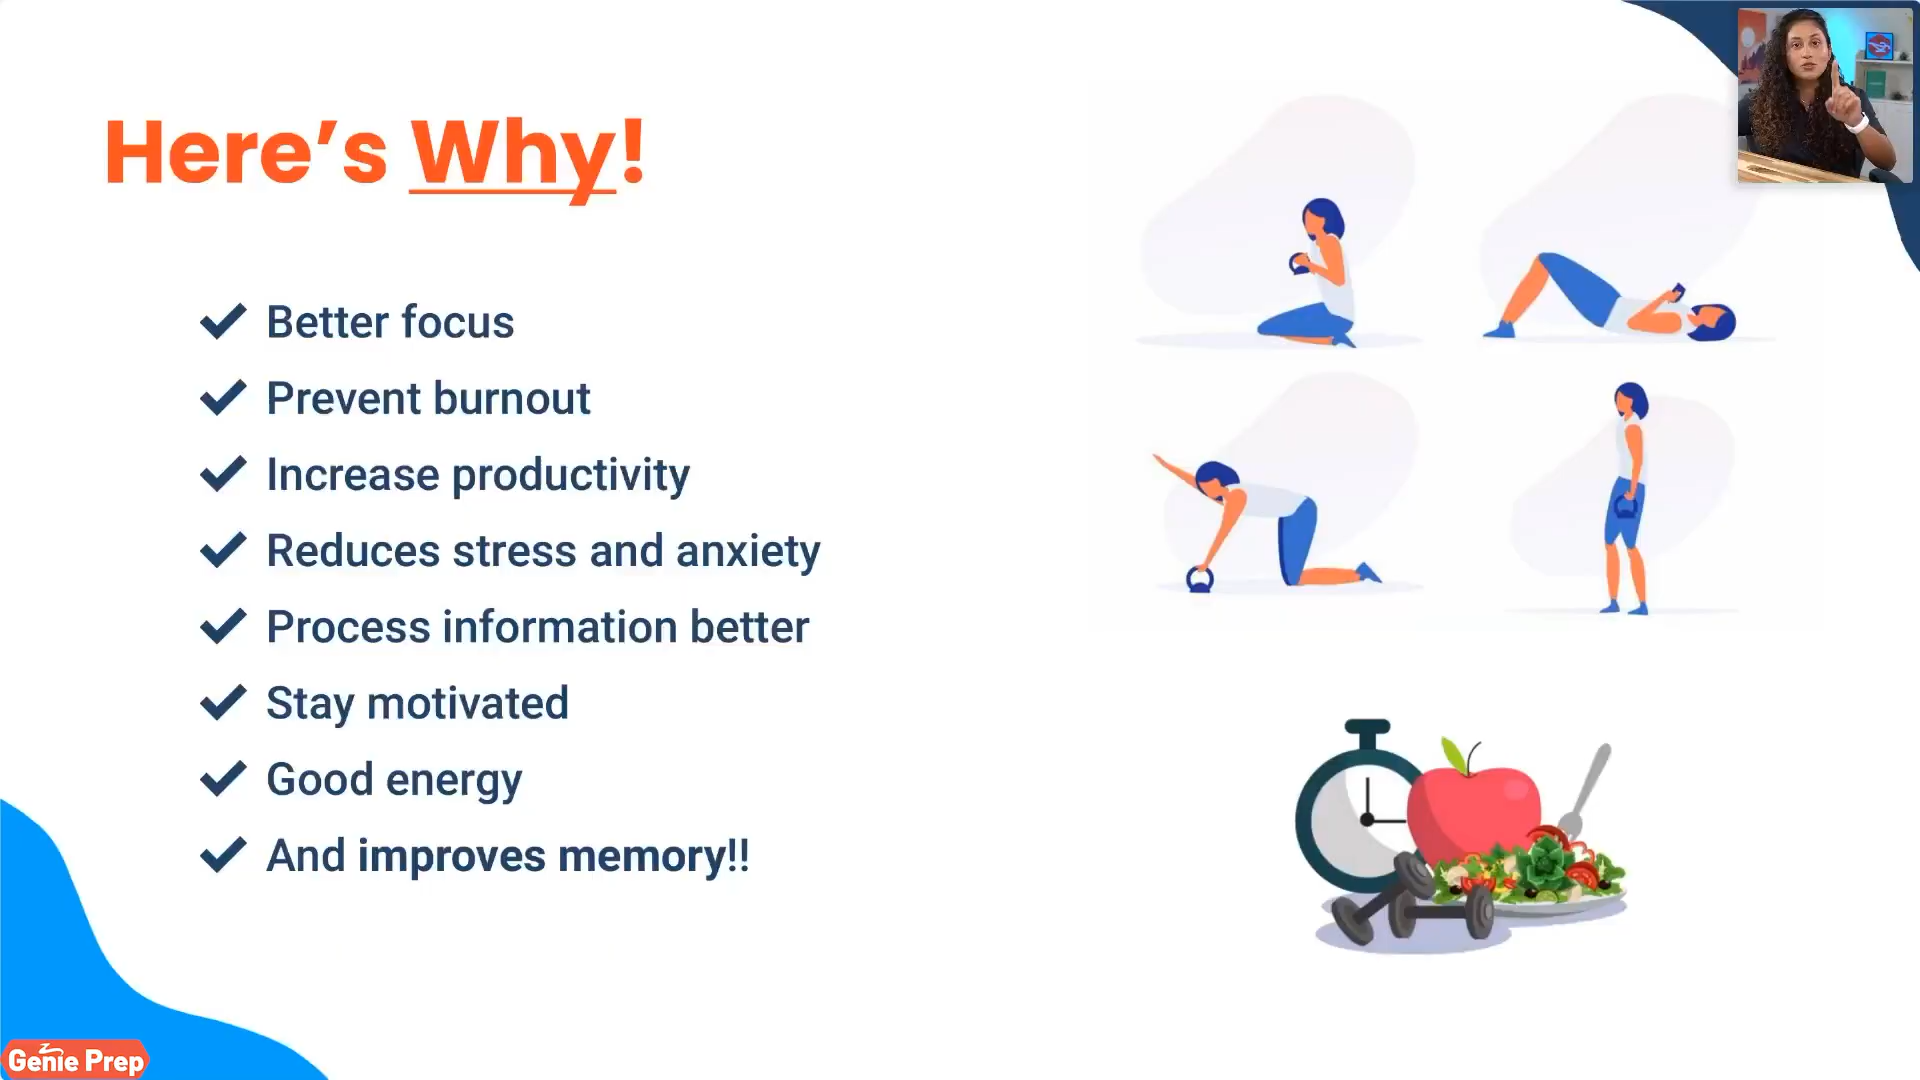 Here’s Why!
Better focus
Prevent burnout
Increase productivity
Reduces stress and anxiety
Process information better
Stay motivated
Good energy
And improves memory!!
Genie Prep